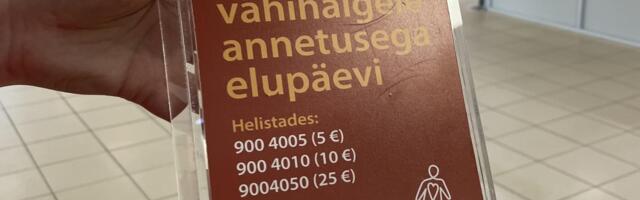 vähihaigele
annetusega
elupäevi
Helistades:
900 4005 (5 €)
900 4010 (10 €)
9004050 (25 €)